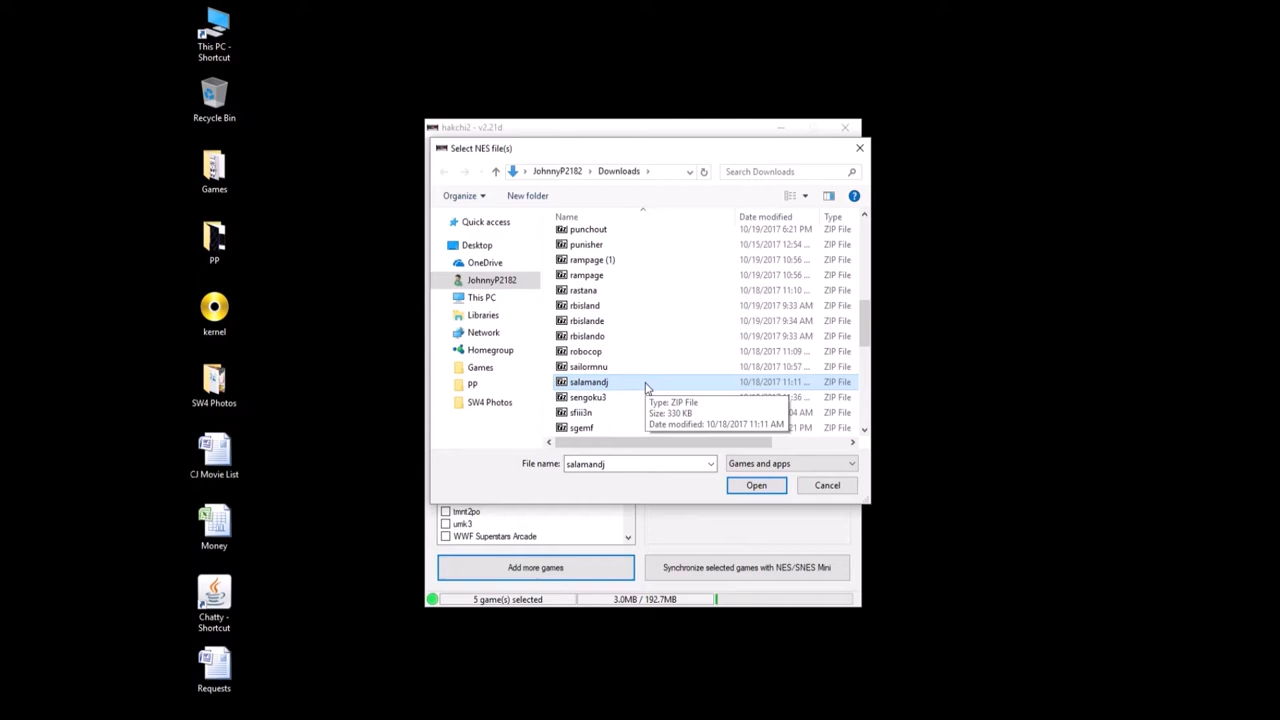 This PC -
Shortcut
Recycle Bin
Games
PP
kernel
SW4 Photos
CJ Movie List
Money
Chatty -
Shortcut
Requests
hakchi2 - v2.21d
Select NES file(s)
JohnnyP2182 > Downloads >
Search Downloads
Organize
New folder
Quick access
Desktop
OneDrive
JohnnyP2182
This PC
Libraries
Network
Homegroup
Games
PP
SW4 Photos
Name Date modified Type
punchout 10/19/2017 6:21 PM ZIP File
punisher 10/15/2017 12:54 ... ZIP File
rampage (1) 10/19/2017 10:56 ... ZIP File
rampage 10/19/2017 10:56 ... ZIP File
rastana 10/18/2017 11:10 ... ZIP File
rbisland 10/19/2017 9:33 AM ZIP File
rbislande 10/19/2017 9:34 AM ZIP File
rbislando 10/19/2017 9:33 AM ZIP File
robocop 10/18/2017 11:09 ... ZIP File
sailormnu 10/18/2017 10:57 ... ZIP File
salamandj 10/18/2017 11:11 ... ZIP File
sengoku3 :36 ... ZIP File
sfiii3n :04 AM ZIP File
sgemf ZIP File
Type: ZIP File
Size: 330 KB
Date modified: 10/18/2017 11:11 AM
File name: salamandj
Games and apps
Open
Cancel
tmnt2po
umk3
WWF Superstars Arcade
Add more games
Synchronize selected games with NES/SNES Mini
5 game(s) selected
3.0MB / 192.7MB